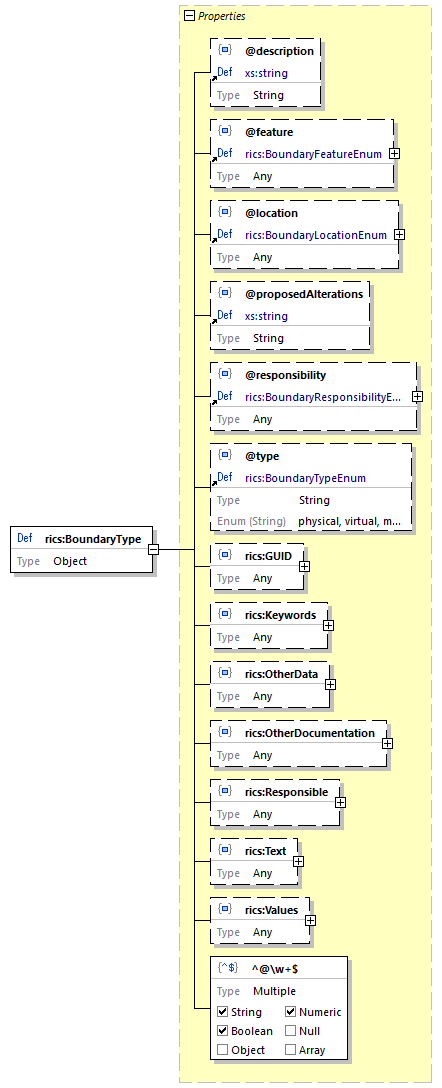 Properties
@description
Def xs:string
Type String
@feature
Def rics:BoundaryFeatureEnum
Type Any
@location
Def rics:BoundaryLocationEnum
Type Any
@proposedAlterations
Def xs:string
Type String
@responsibility
Def rics:BoundaryResponsibilityE...
Type Any
@type
Def rics:BoundaryTypeEnum
Type String
Enum (String) physical, virtual, m...
Def rics:BoundaryType
Type Object
rics:GUID
Type Any
rics:Keywords
Type Any
rics:OtherData
Type Any
rics:OtherDocumentation
Type Any
rics:Responsible
Type Any
rics:Text
Type Any
rics:Values
Type Any
{^$} ^@\w+$
Type Multiple
String Numeric
Boolean Null
Object Array